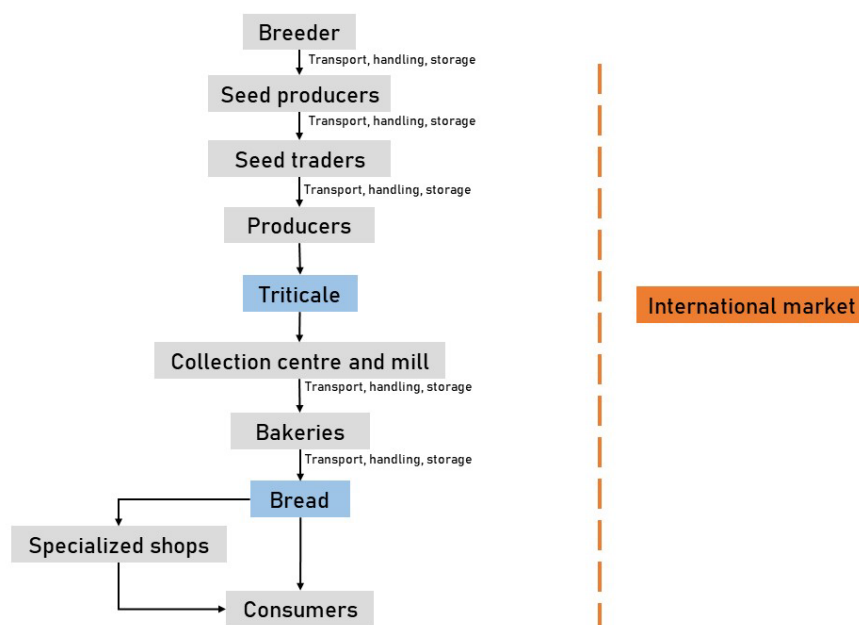 Breeder
Transport, handling, storage
Seed producers
Transport, handling, storage
Seed traders
Transport, handling, storage
Producers
Triticale
International market
Collection centre and mill
Transport, handling, storage
Bakeries
Transport, handling, storage
Bread
Specialized shops
Consumers